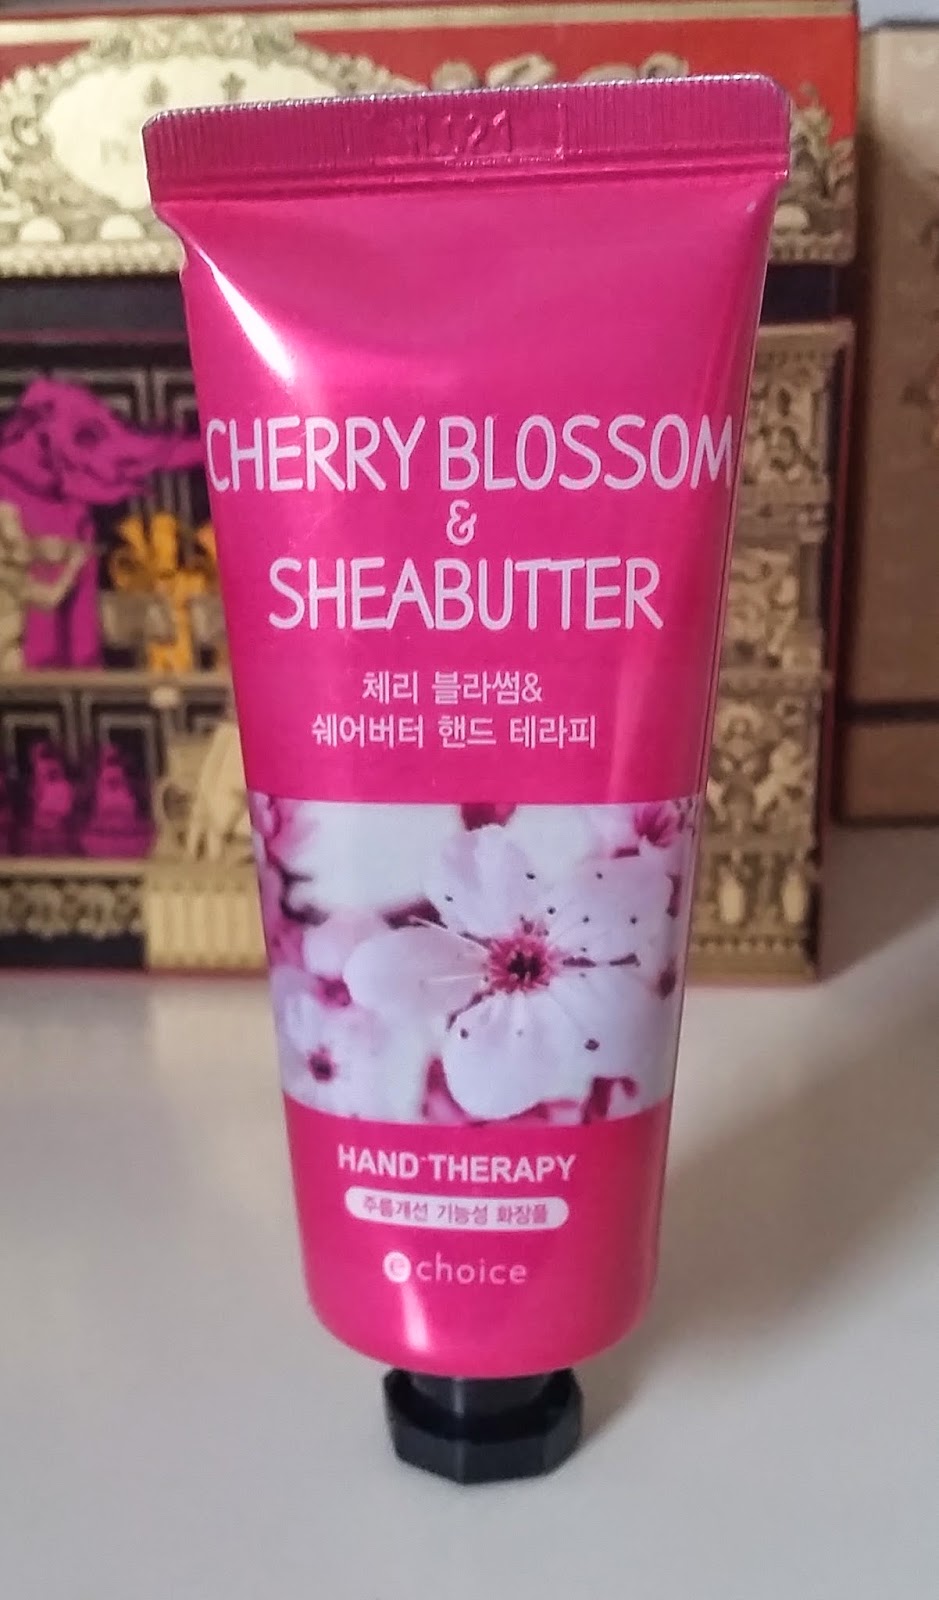 CHERRY BLOSSOM
&
SHEABUTTER
체리 블라썸&
쉐어버터 핸드 테라피
HAND THERAPY
주름개선 기능성 화장품
e choice